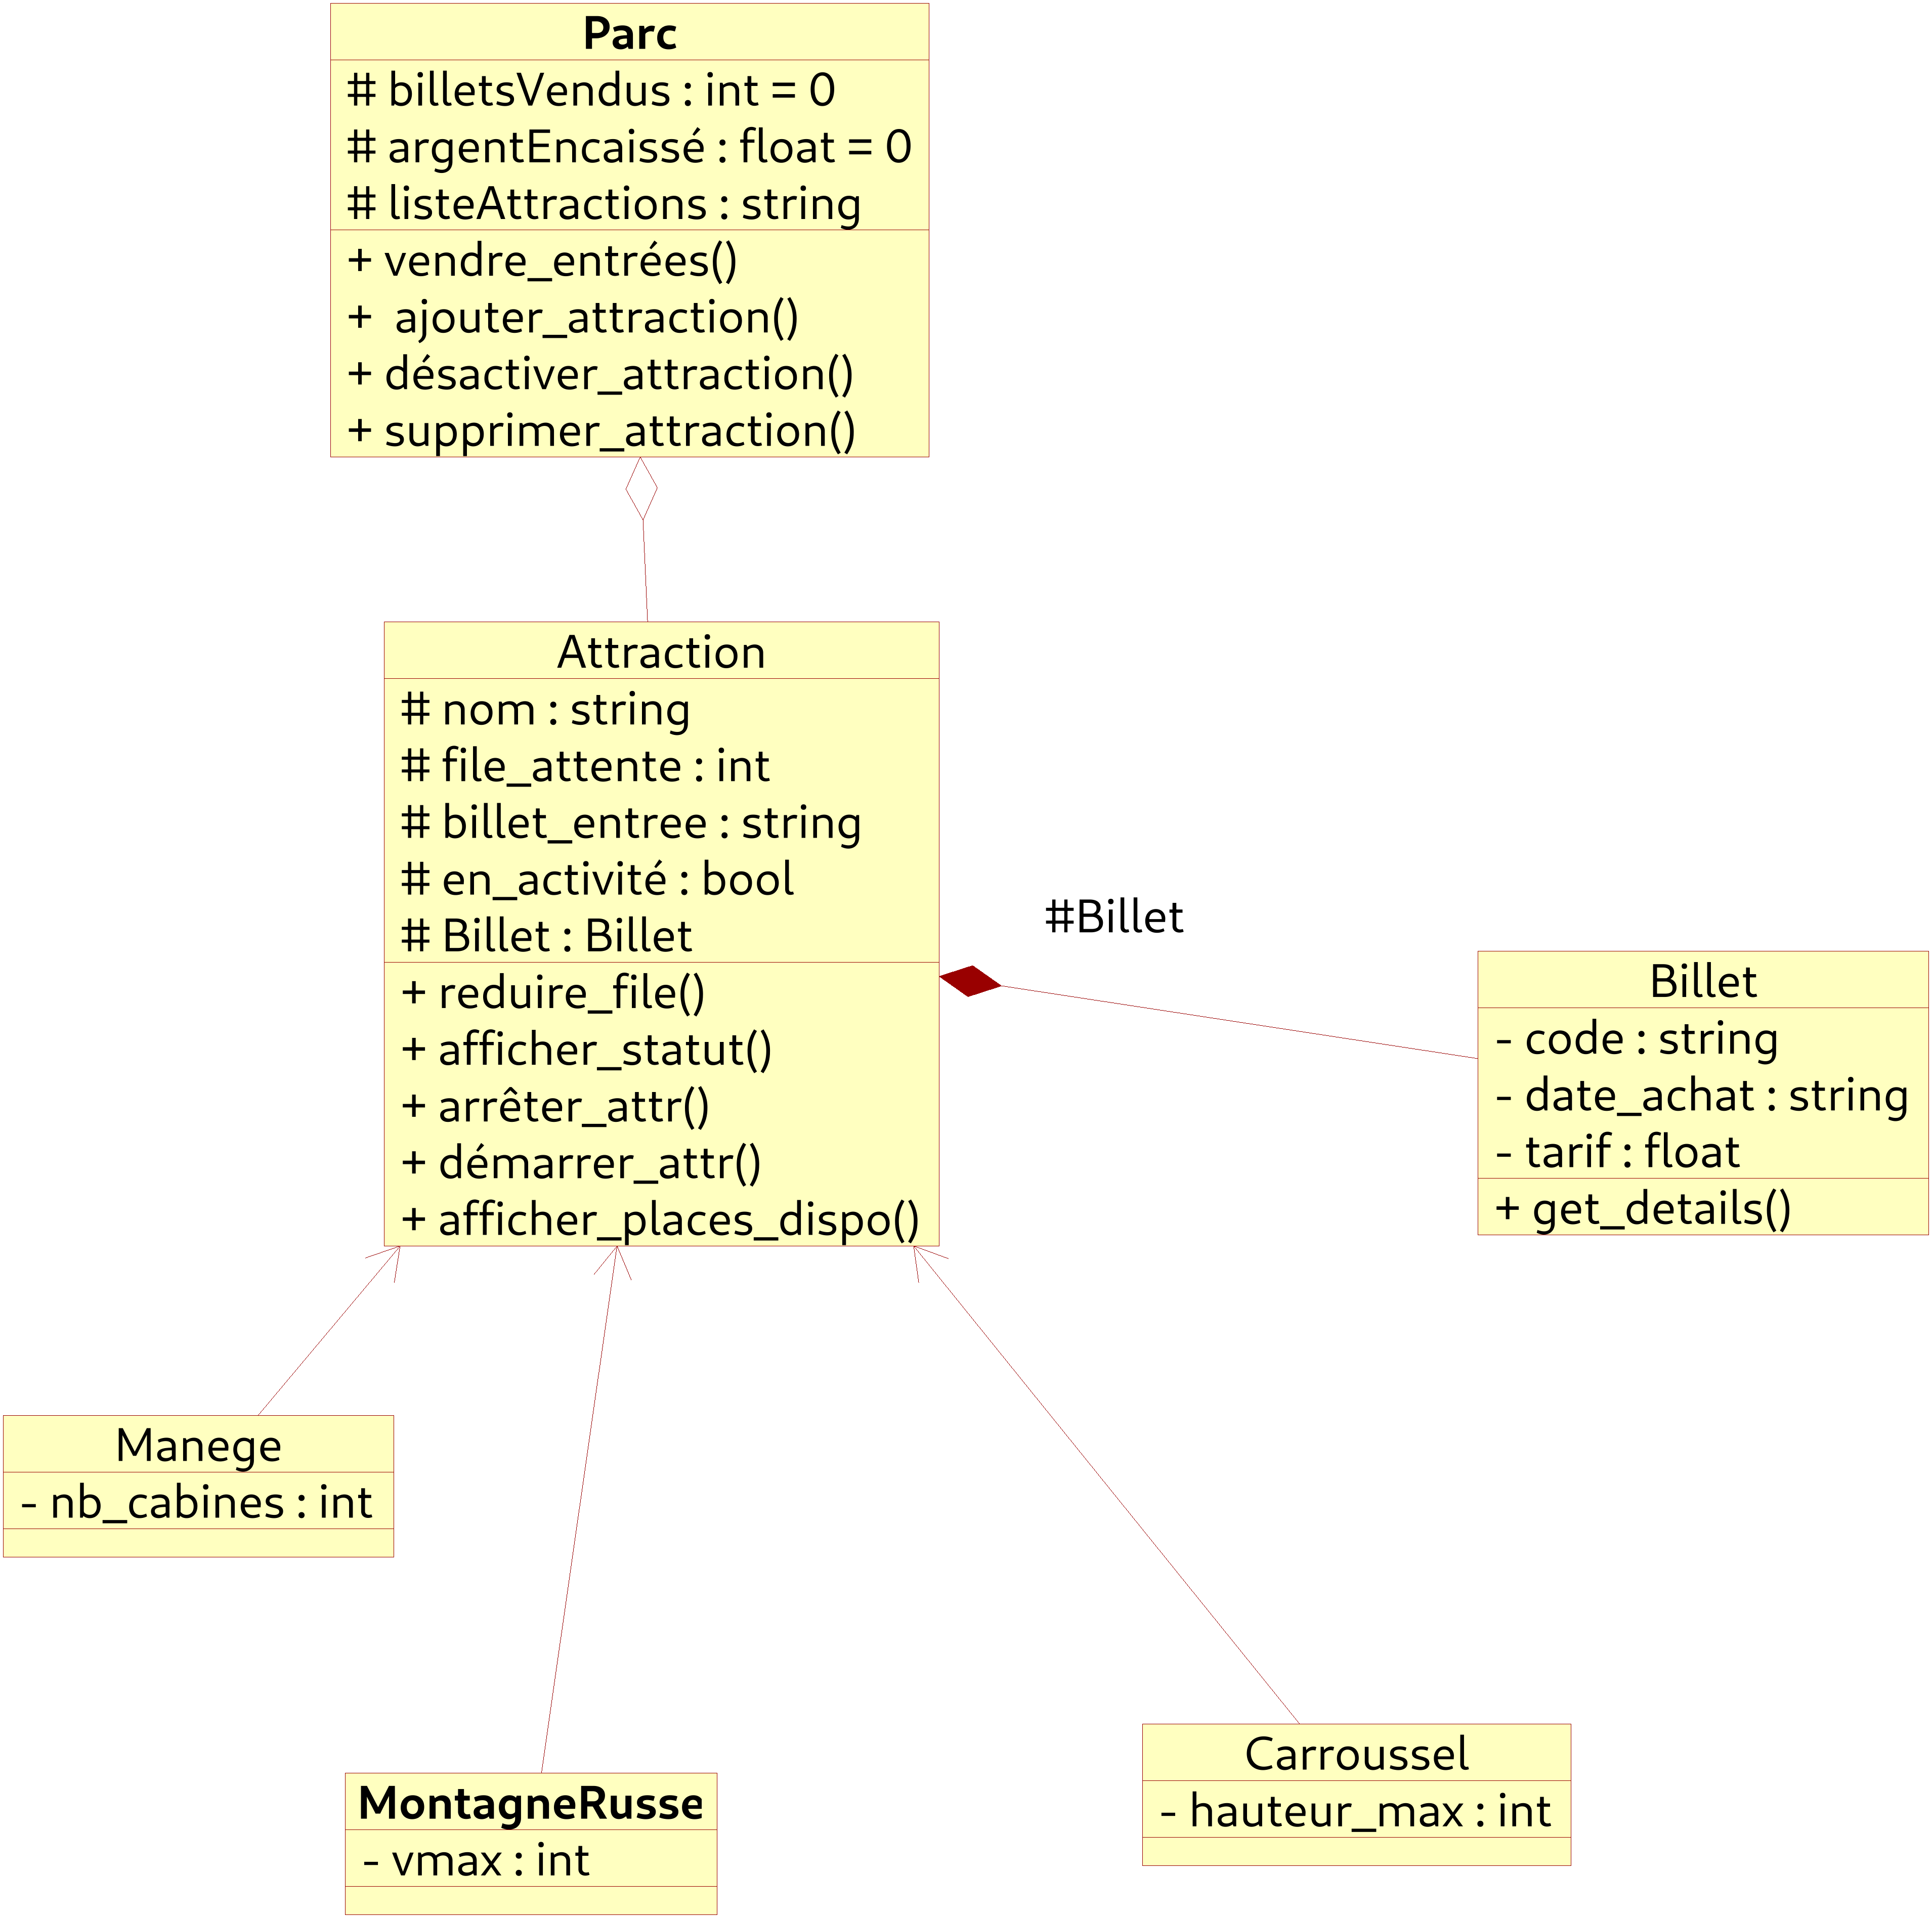 Parc
# billetsVendus : int = 0
# argentEncaissé : float = 0
# listeAttractions : string
+ vendre_entrées()
+  ajouter_attraction()
+ désactiver_attraction()
+ supprimer_attraction()
Attraction
# nom : string
# file_attente : int
# billet_entree : string
# en_activité : bool
# Billet : Billet
+ reduire_file()
+ afficher_statut()
+ arrêter_attr()
+ démarrer_attr()
+ afficher_places_dispo()
#Billet
Billet
- code : string
- date_achat : string
- tarif : float
+ get_details()
Manege
- nb_cabines : int
MontagneRusse
- vmax : int
Carroussel
- hauteur_max : int